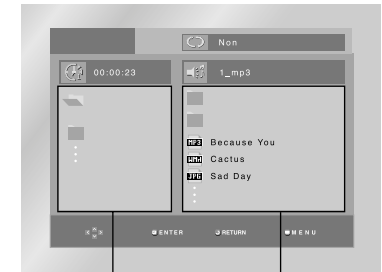 Non
00:00:23
1_mp3
MP3 Because You
WMA Cactus
JPG Sad Day
ENTER RETURN MENU